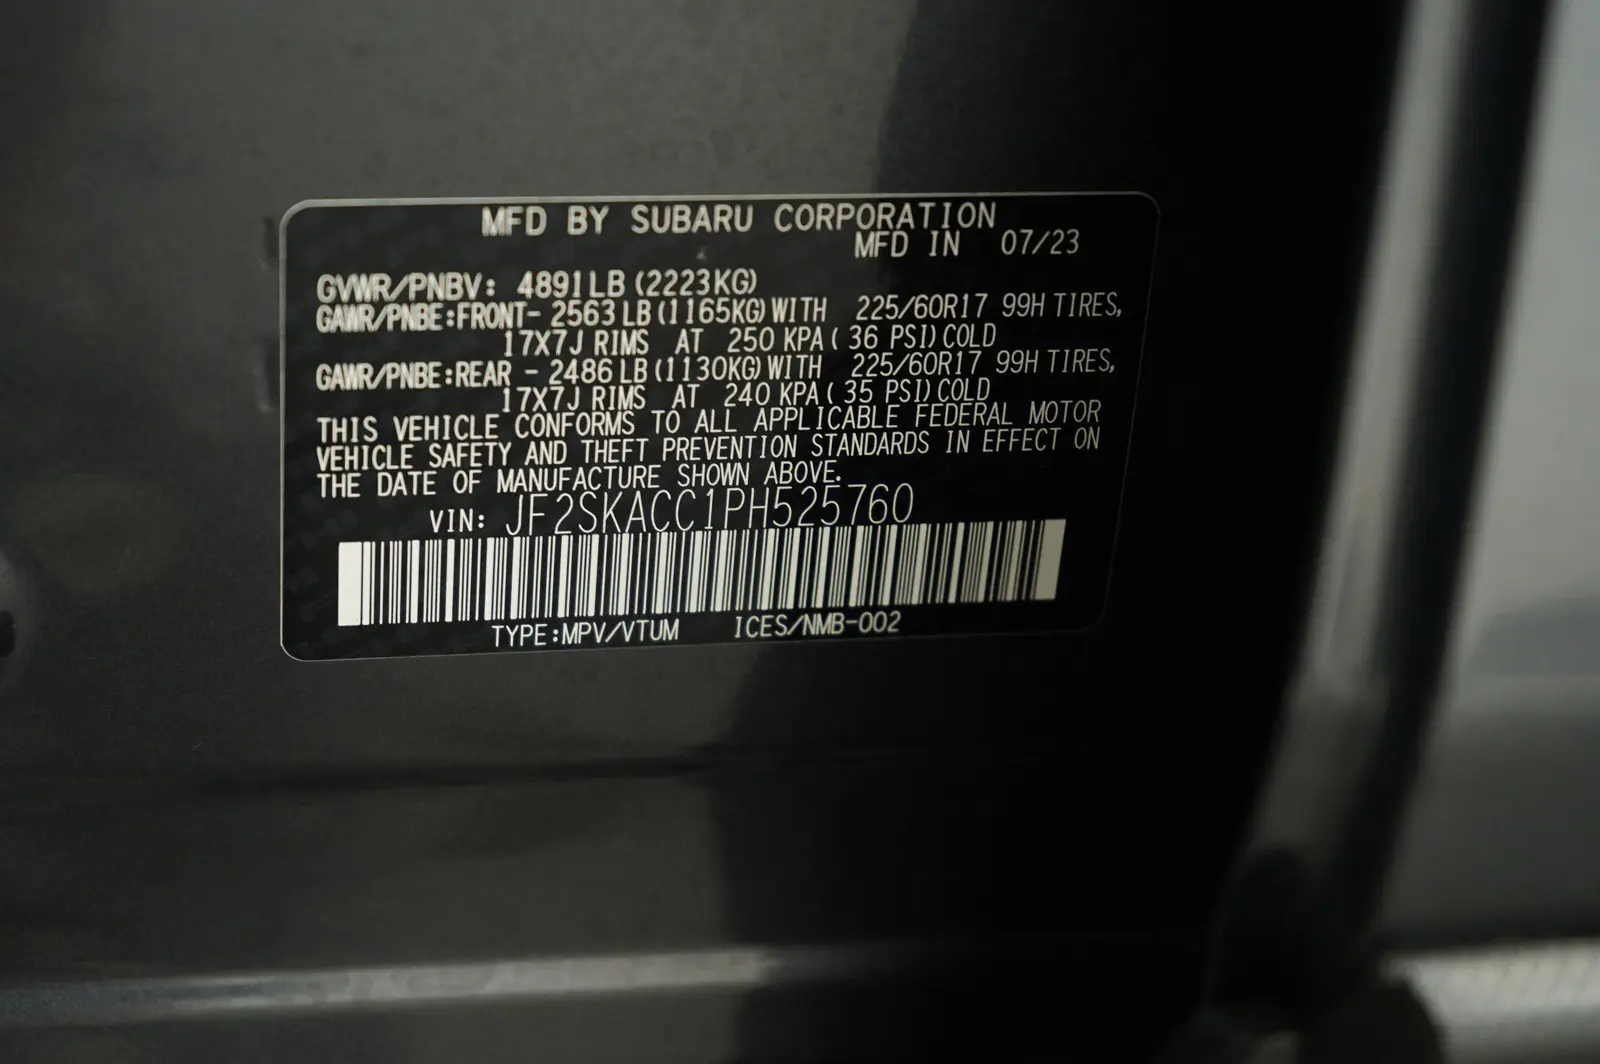 MFD BY SUBARU CORPORATION
MFD IN 07/23
GVWR/PNBV: 4891LB (2223KG)
GAWR/PNBE:FRONT- 2563 LB (1165KG) WITH 225/60R17 99H TIRES,
17X7J RIMS AT 250 KPA ( 36 PSI) COLD
GAWR/PNBE:REAR - 2486 LB (1130KG) WITH 225/60R17 99H TIRES,
17X7J RIMS AT 240 KPA ( 35 PSI) COLD
THIS VEHICLE CONFORMS TO ALL APPLICABLE FEDERAL MOTOR
VEHICLE SAFETY AND THEFT PREVENTION STANDARDS IN EFFECT ON
THE DATE OF MANUFACTURE SHOWN ABOVE.
VIN: JF2SKACC1PH525760
TYPE:MPV/VTUM ICES/NMB-002